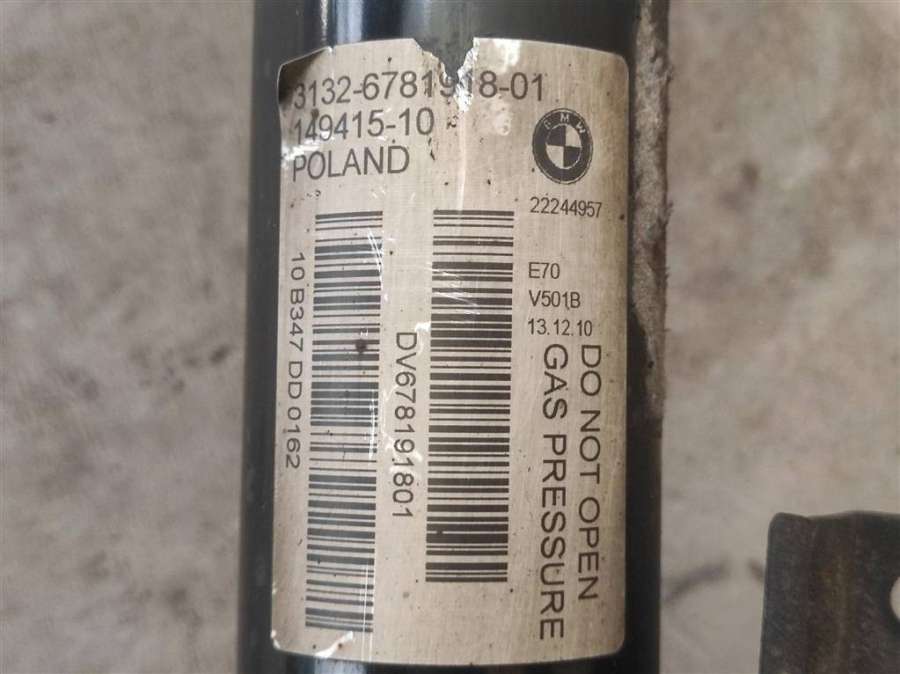 3132-6781918-01
149415-10
POLAND
BMW
22244957
E70
V501B
13.12.10
10 B347 DD 0162
DV678191801
DO NOT OPEN
GAS PRESSURE